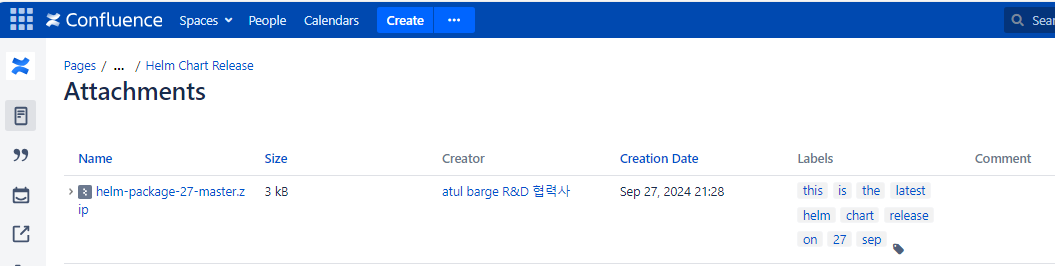 Confluence Spaces People Calendars Create ••• Sear
Pages / ... / Helm Chart Release
Attachments
Name Size Creator Creation Date Labels Comment
helm-package-27-master.z 3 kB atul barge R&D 협력사 Sep 27, 2024 21:28 this is the latest
ip
helm chart release
on 27 sep